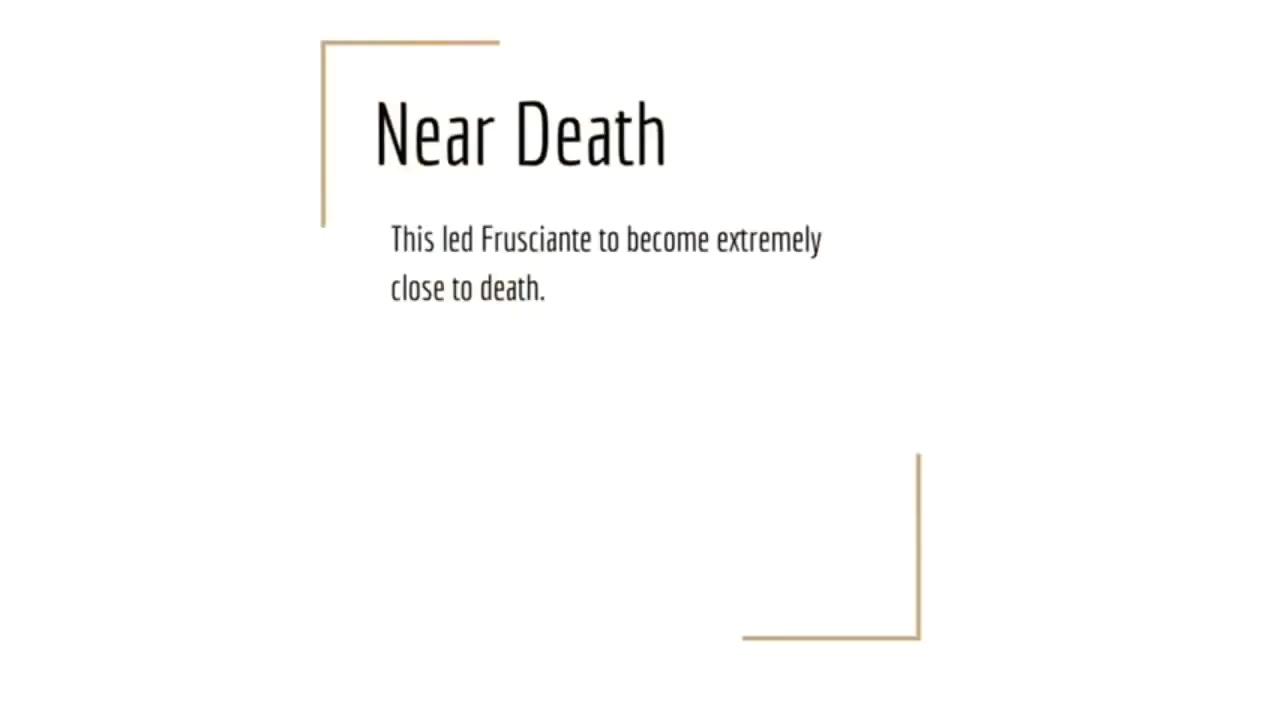 Near Death
This led Frusciante to become extremely
close to death.